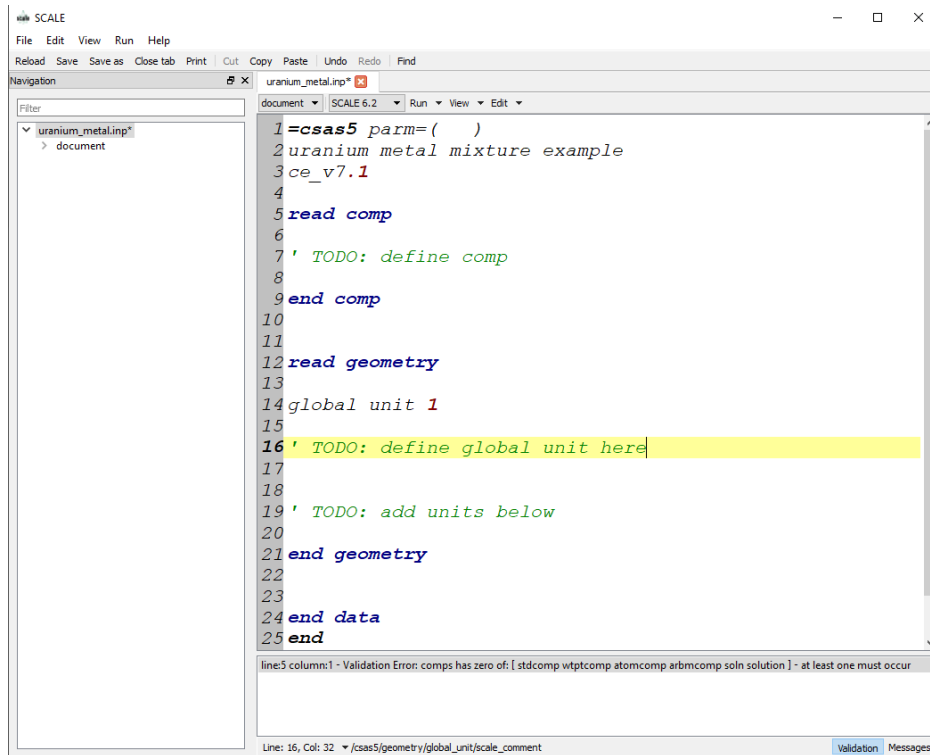 SCALE
File Edit View Run Help
Reload Save Save as Close tab Print Cut Copy Paste Undo Redo Find
Navigation
uranium_metal.inp*
Filter
document SCALE 6.2 Run View Edit
uranium_metal.inp*
document
1 =csas5 parm=(   )
2 uranium metal mixture example
3 ce_v7.1
4
5 read comp
6
7 ' TODO: define comp
8
9 end comp
10
11
12 read geometry
13
14 global unit 1
15
16 ' TODO: define global unit here
17
18
19 ' TODO: add units below
20
21 end geometry
22
23
24 end data
25 end
line:5 column:1 - Validation Error: comps has zero of: [ stdcomp wtptcomp atomcomp arbmcomp soln solution ] - at least one must occur
Line: 16, Col: 32 /csas5/geometry/global_unit/scale_comment
Validation Messages